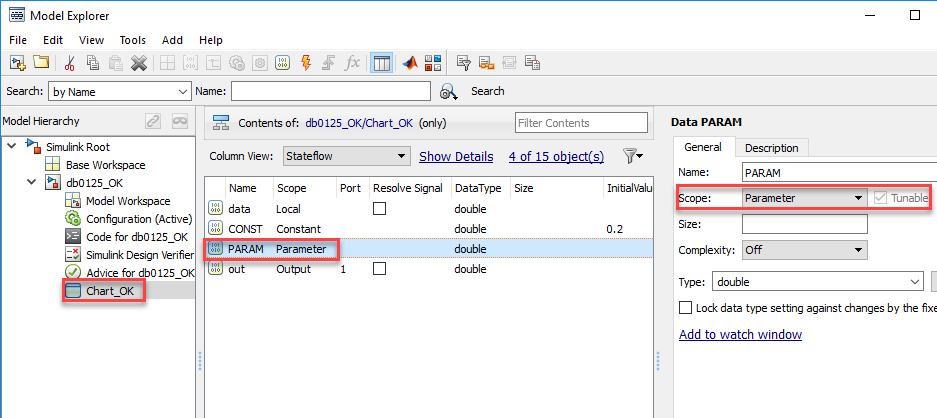 Model Explorer
File Edit View Tools Add Help
Search: by Name Name: Search
Model Hierarchy
Simulink Root
Base Workspace
db0125_OK
Model Workspace
Configuration (Active)
Code for db0125_OK
Simulink Design Verifier
Advice for db0125_OK
Chart_OK
Contents of: db0125_OK/Chart_OK (only) Filter Contents
Column View: Stateflow Show Details 4 of 15 object(s)
Name Scope Port Resolve Signal DataType Size InitialValue
data Local double
CONST Constant double 0.2
PARAM Parameter double
out Output 1 double
Data PARAM
General Description
Name: PARAM
Scope: Parameter Tunable
Size:
Complexity: Off
Type: double
Lock data type setting against changes by the fixe
Add to watch window